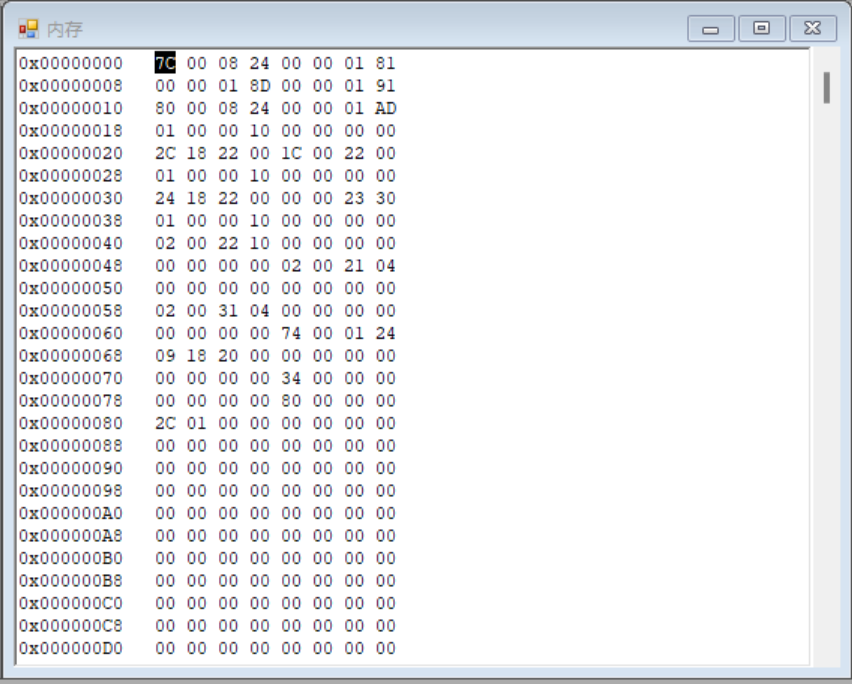 内存
0x00000000 7C 00 08 24 00 00 01 81
0x00000008 00 00 01 8D 00 00 01 91
0x00000010 80 00 08 24 00 00 01 AD
0x00000018 01 00 00 10 00 00 00 00
0x00000020 2C 18 22 00 1C 00 22 00
0x00000028 01 00 00 10 00 00 00 00
0x00000030 24 18 22 00 00 00 23 30
0x00000038 01 00 00 10 00 00 00 00
0x00000040 02 00 22 10 00 00 00 00
0x00000048 00 00 00 00 02 00 21 04
0x00000050 00 00 00 00 00 00 00 00
0x00000058 02 00 31 04 00 00 00 00
0x00000060 00 00 00 00 74 00 01 24
0x00000068 09 18 20 00 00 00 00 00
0x00000070 00 00 00 00 34 00 00 00
0x00000078 00 00 00 00 80 00 00 00
0x00000080 2C 01 00 00 00 00 00 00
0x00000088 00 00 00 00 00 00 00 00
0x00000090 00 00 00 00 00 00 00 00
0x00000098 00 00 00 00 00 00 00 00
0x000000A0 00 00 00 00 00 00 00 00
0x000000A8 00 00 00 00 00 00 00 00
0x000000B0 00 00 00 00 00 00 00 00
0x000000B8 00 00 00 00 00 00 00 00
0x000000C0 00 00 00 00 00 00 00 00
0x000000C8 00 00 00 00 00 00 00 00
0x000000D0 00 00 00 00 00 00 00 00